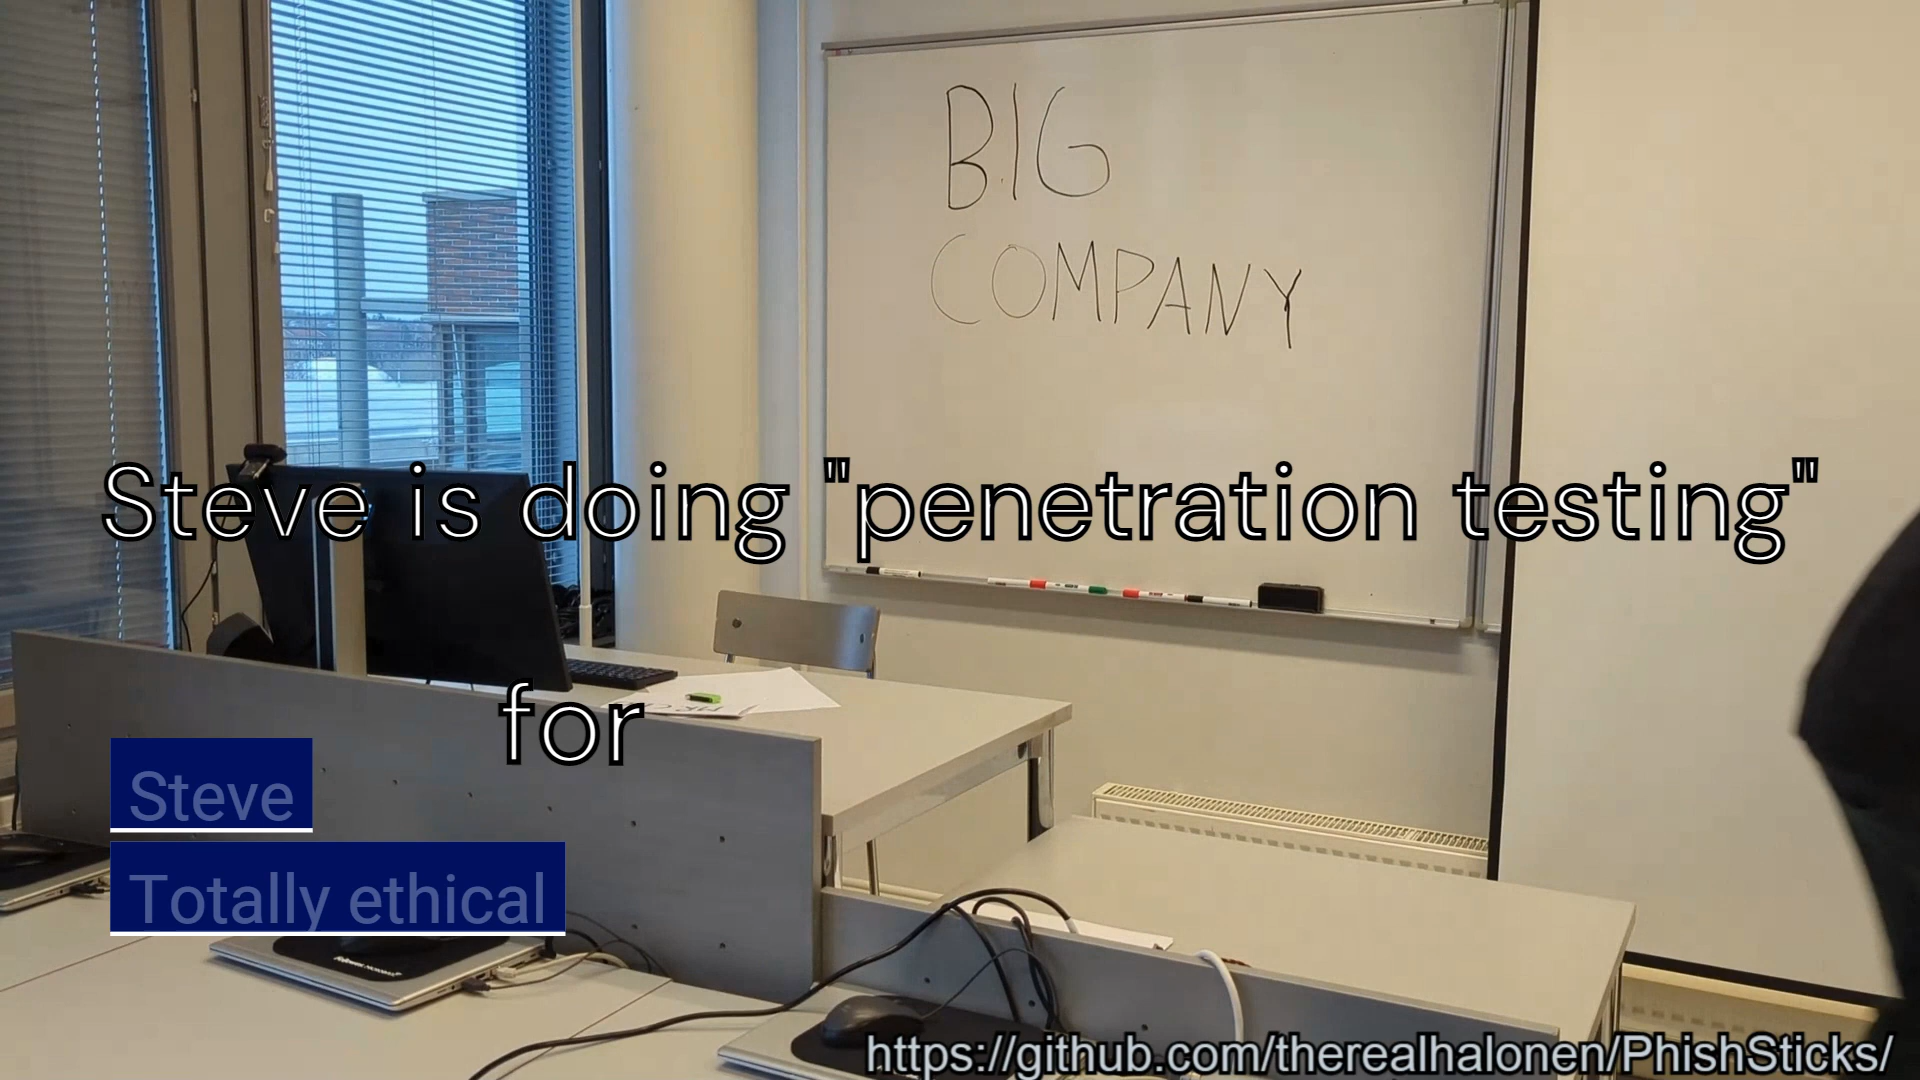 BIG
COMPANY
Steve is doing "penetration testing"
for
Steve
Totally ethical
https://github.com/therealhalonen/PhishSticks/